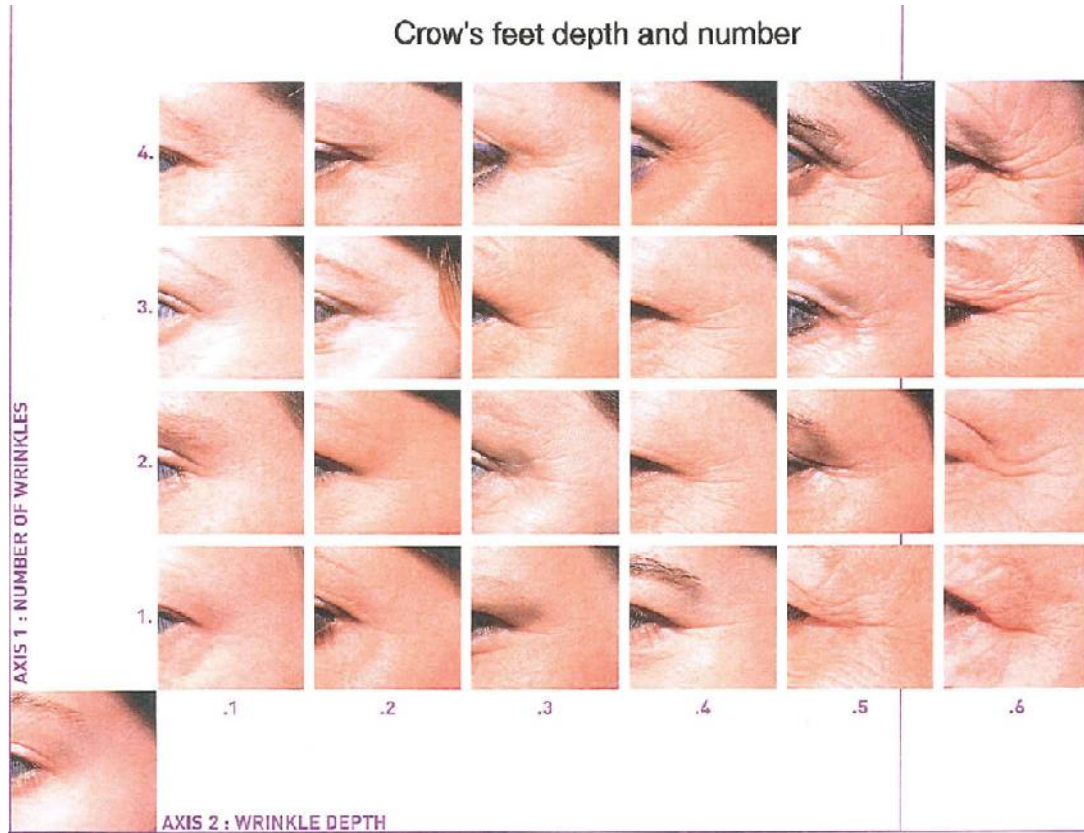 Crow's feet depth and number
4.
3.
2.
1.
AXIS 1 : NUMBER OF WRINKLES
.1 .2 .3 .4 .5 .6
AXIS 2 : WRINKLE DEPTH